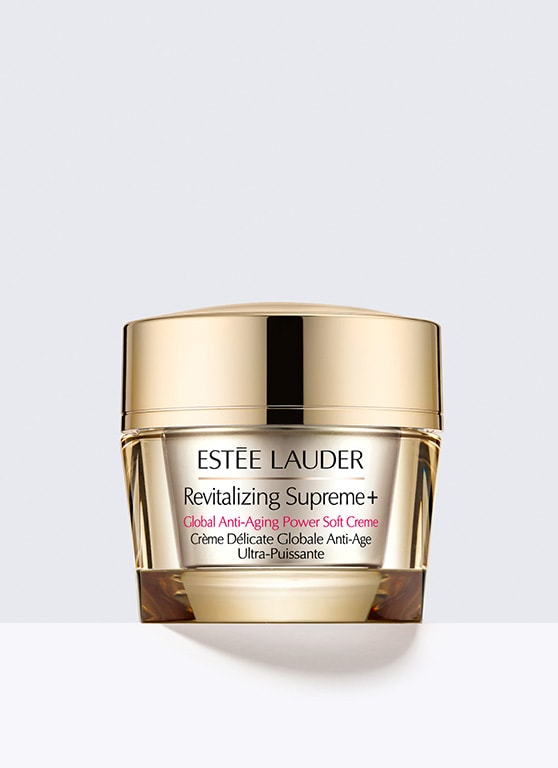 ESTĒE LAUDER
Revitalizing Supreme+
Global Anti-Aging Power Soft Creme
Crème Délicate Globale Anti-Age
Ultra-Puissante